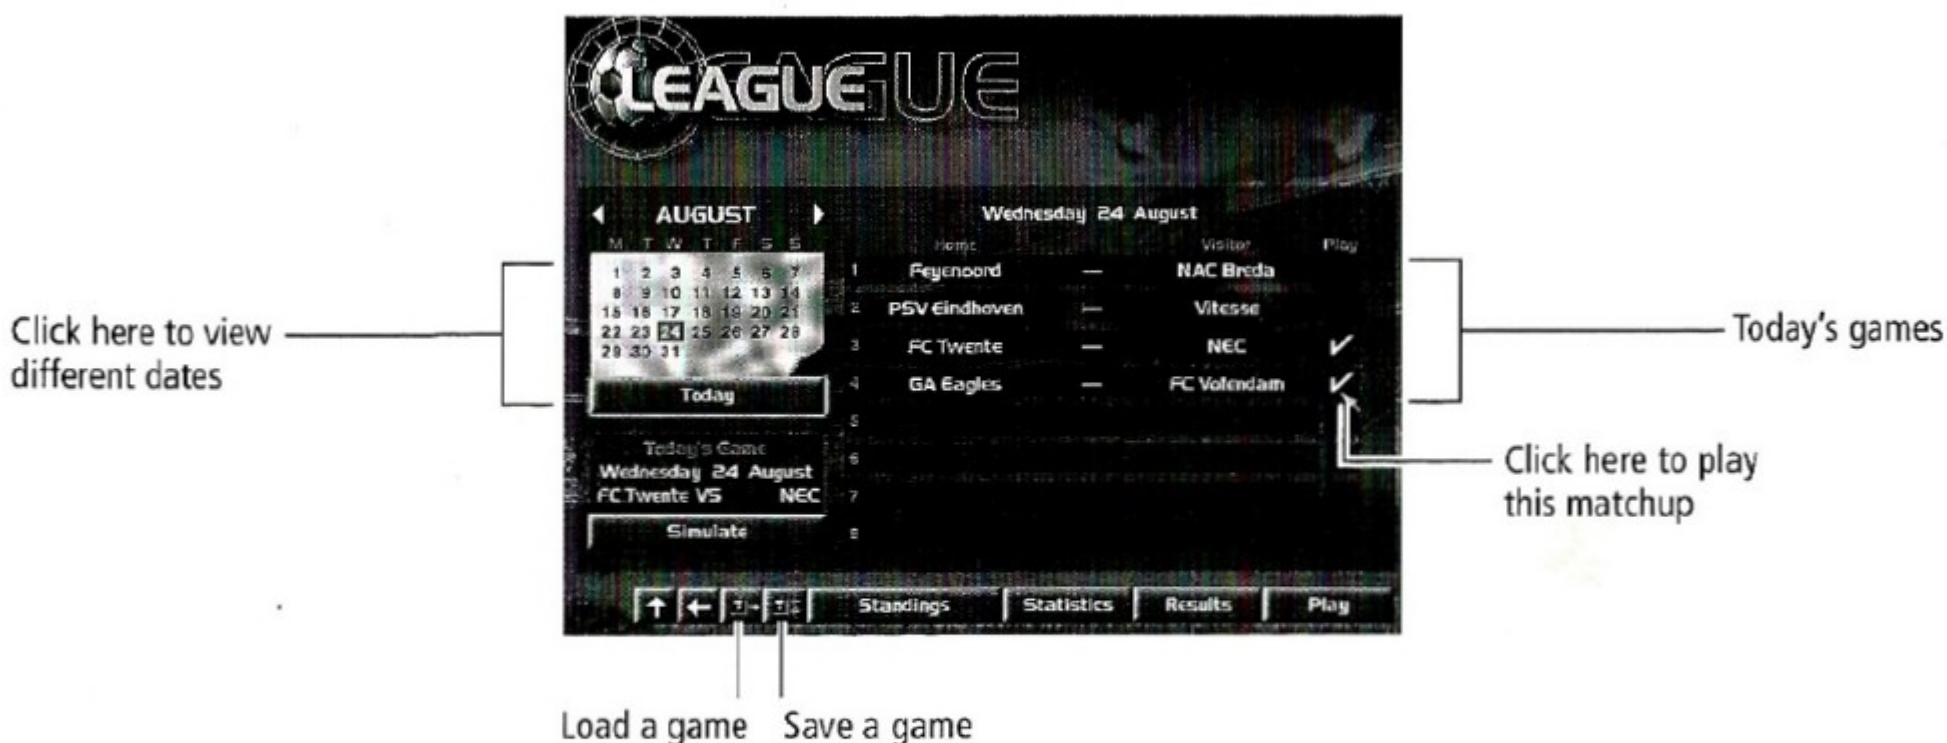 LEAGUE
AUGUST
Wednesday 24 August
M T W T F S S
Home Visitor Play
1 2 3 4 5 6 7
8 9 10 11 12 13 14
15 16 17 18 19 20 21
22 23 24 25 26 27 28
29 30 31
Today
1 Feyenoord — NAC Breda
2 PSV Eindhoven — Vitesse
3 FC Twente — NEC
4 GA Eagles — FC Volendam
5
6
7
8
Today's Game
Wednesday 24 August
FC Twente VS NEC
Simulate
Standings
Statistics
Results
Play
Click here to view
different dates
Today's games
Click here to play
this matchup
Load a game
Save a game